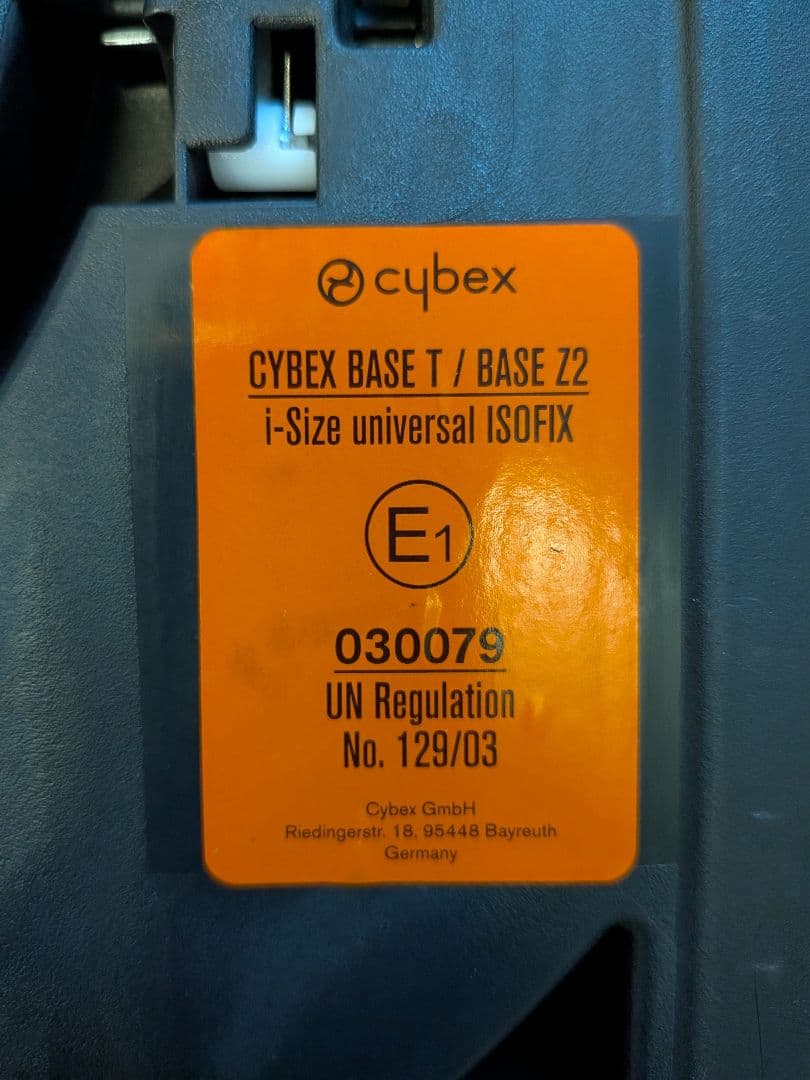 cybex
CYBEX BASE T / BASE Z2
i-Size universal ISOFIX
E1
030079
UN Regulation
No. 129/03
Cybex GmbH
Riedingerstr. 18, 95448 Bayreuth
Germany